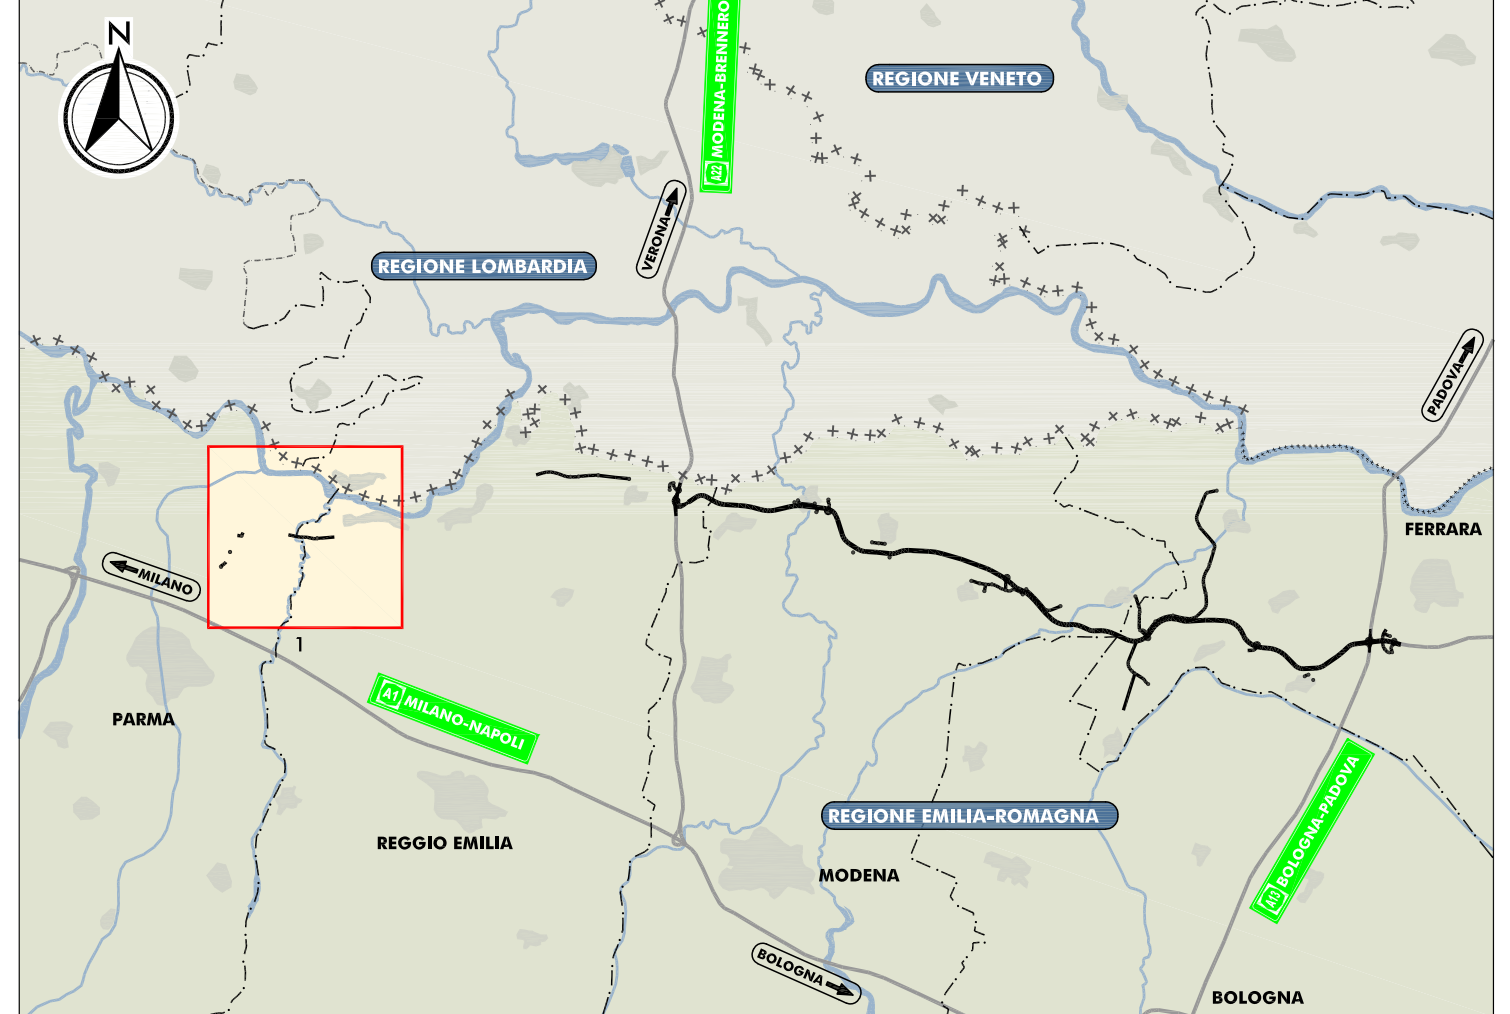 N
A22 MODENA-BRENNERO
REGIONE VENETO
VERONA
REGIONE LOMBARDIA
PADOVA
FERRARA
MILANO
1
PARMA
A1 MILANO-NAPOLI
REGIONE EMILIA-ROMAGNA
A13 BOLOGNA-PADOVA
REGGIO EMILIA
MODENA
BOLOGNA
BOLOGNA